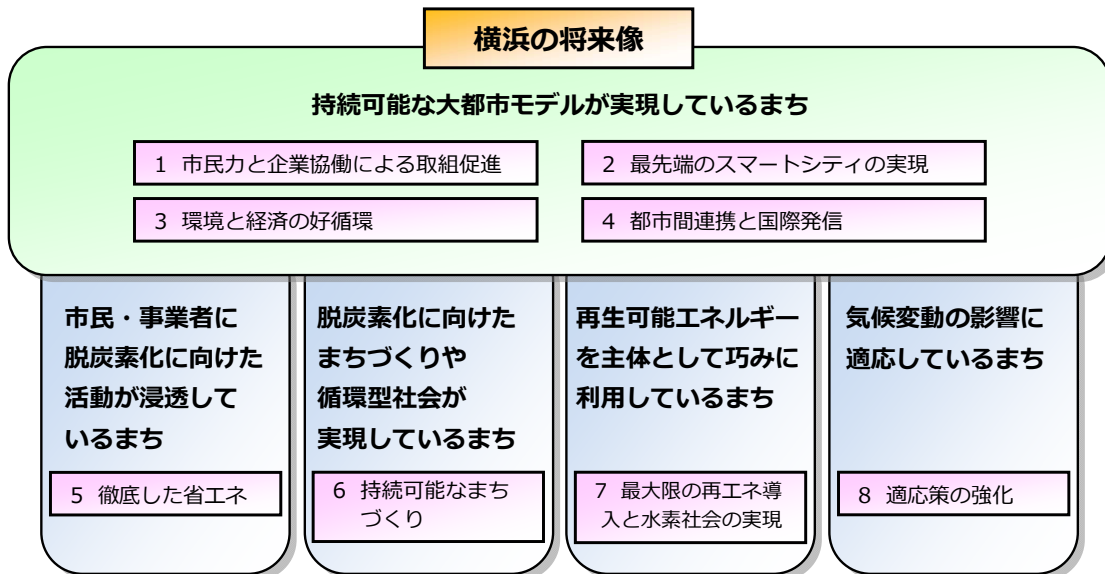 横浜の将来像
持続可能な大都市モデルが実現しているまち
1 市民力と企業協働による取組促進
2 最先端のスマートシティの実現
3 環境と経済の好循環
4 都市間連携と国際発信
市民・事業者に
脱炭素化に向けた
活動が浸透して
いるまち
5 徹底した省エネ
脱炭素化に向けた
まちづくりや
循環型社会が
実現しているまち
6 持続可能なまち
づくり
再生可能エネルギー
を主体として巧みに
利用しているまち
7 最大限の再エネ導
入と水素社会の実現
気候変動の影響に
適応しているまち
8 適応策の強化